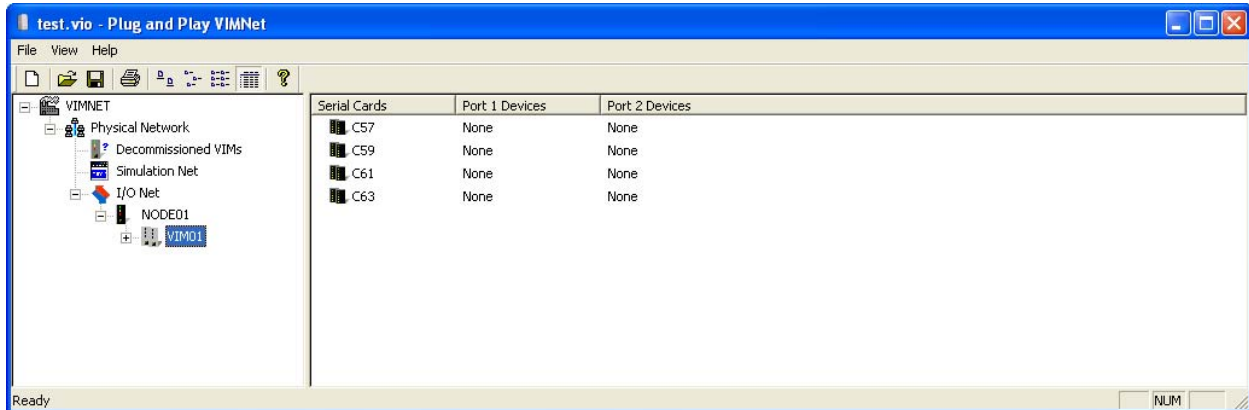 test.vio - Plug and Play VIMNet
File View Help
VIMNET
Physical Network
Decommissioned VIMs
Simulation Net
I/O Net
NODE01
VIM01
Serial Cards Port 1 Devices Port 2 Devices
C57 None None
C59 None None
C61 None None
C63 None None
Ready NUM